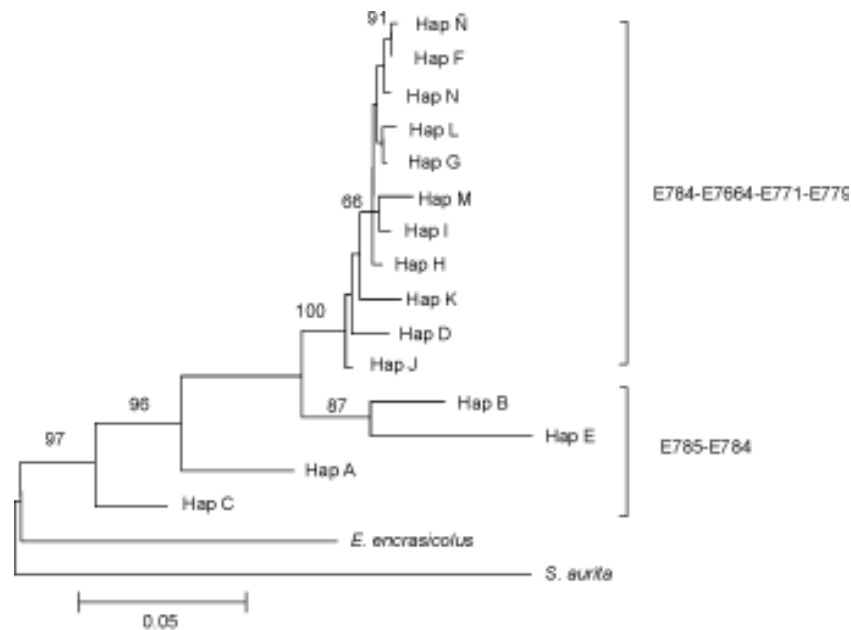 91
Hap Ñ
Hap F
Hap N
Hap L
Hap G
E784-E7664-E771-E779
66
Hap M
Hap I
Hap H
Hap K
100
Hap D
Hap J
87
Hap B
96
Hap E
97
E785-E784
Hap A
Hap C
E. encrasicolus
S. aurita
0.05